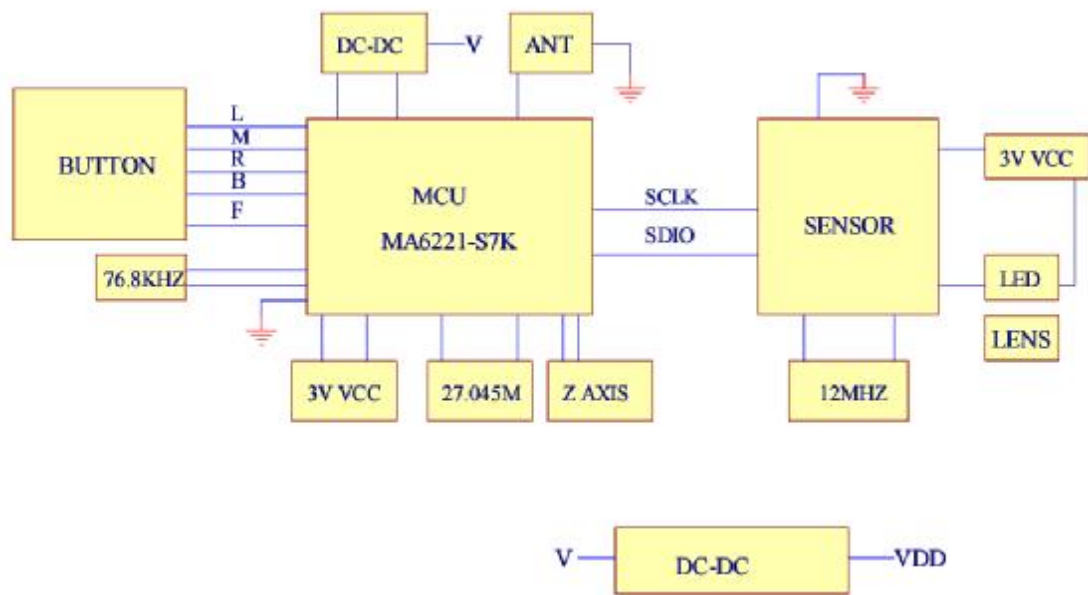 DC-DC
V
ANT
BUTTON
L
M
R
B
F
MCU
MA6221-S7K
SCLK
SDIO
SENSOR
3V VCC
76.8KHZ
LED
LENS
3V VCC
27.045M
Z AXIS
12MHZ
V
DC-DC
VDD